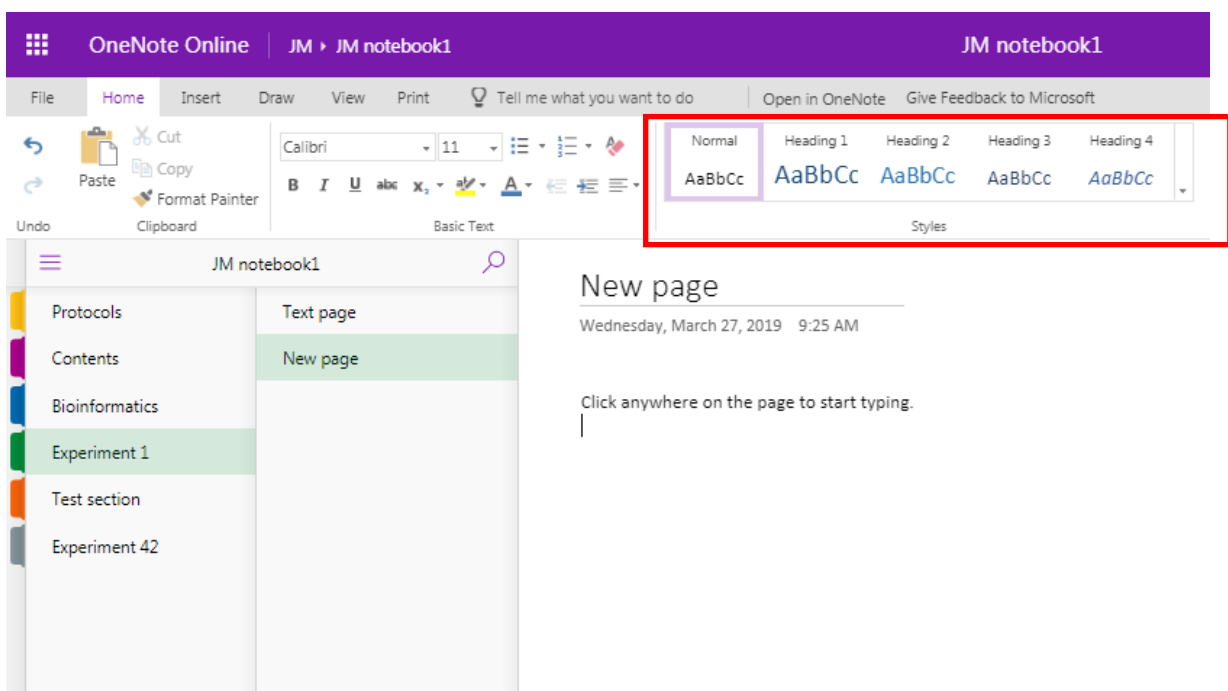 OneNote Online JM › JM notebook1 JM notebook1
File Home Insert Draw View Print Tell me what you want to do Open in OneNote Give Feedback to Microsoft
Paste
Cut
Copy
Format Painter
Calibri 11
B I U abc x₂ ab A
Normal Heading 1 Heading 2 Heading 3 Heading 4
AaBbCc AaBbCc AaBbCc AaBbCc AaBbCc
Undo Clipboard Basic Text Styles
JM notebook1
Protocols
Contents
Bioinformatics
Experiment 1
Test section
Experiment 42
Text page
New page
New page
Wednesday, March 27, 2019 9:25 AM
Click anywhere on the page to start typing.